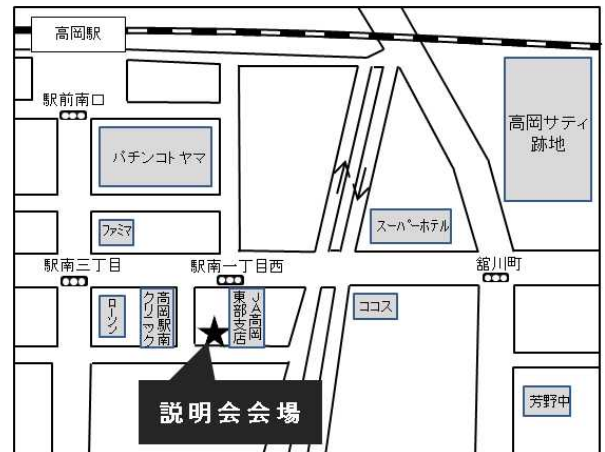 高岡駅
駅前南口
パチンコトヤマ
高岡サティ
跡地
ファミマ
スーパーホテル
駅南三丁目
駅南一丁目西
舘川町
ローソン
高岡駅南
クリニック
JA高岡
東部支店
ココス
説明会会場
芳野中